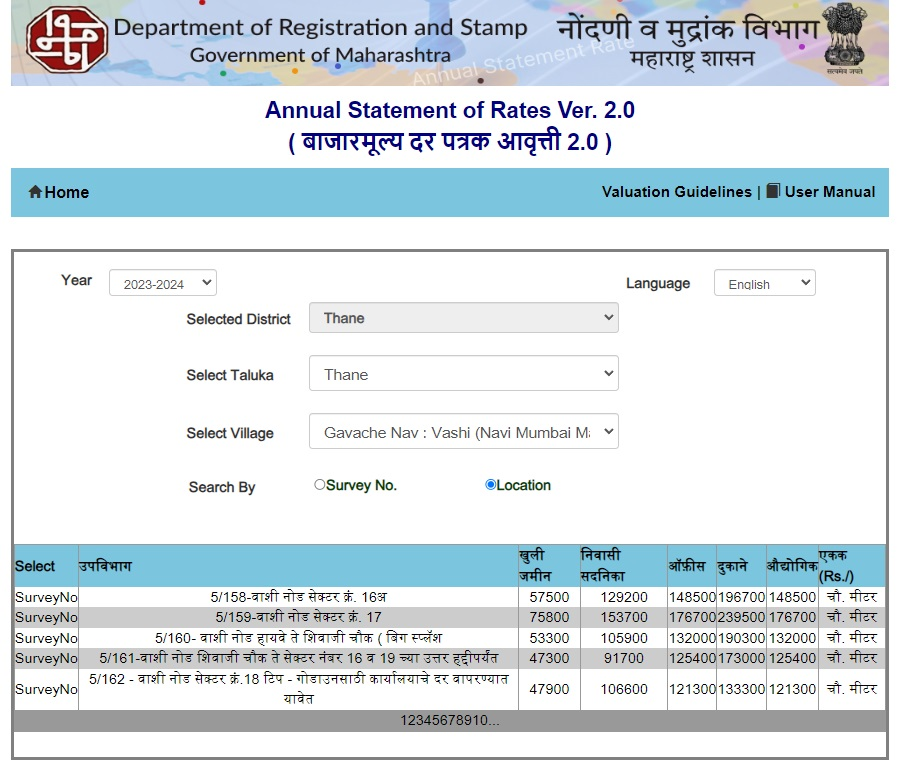 Department of Registration and Stamp
Government of Maharashtra
नोंदणी व मुद्रांक विभाग
महाराष्ट्र शासन
Annual Statement Rate
सत्यमेव जयते
Annual Statement of Rates Ver. 2.0
( बाजारमूल्य दर पत्रक आवृत्ती 2.0 )
Home
Valuation Guidelines | User Manual
Year 2023-2024 Language English
Selected District Thane
Select Taluka Thane
Select Village Gavache Nav : Vashi (Navi Mumbai Ma
Search By Survey No. Location
Select उपविभाग खुली जमीन निवासी सदनिका ऑफ़ीस दुकाने औद्योगिक एकक (Rs./)
SurveyNo 5/158-वाशी नोड सेक्टर क्रं. 16अ 57500 129200 148500 196700 148500 चौ. मीटर
SurveyNo 5/159-वाशी नोड सेक्टर क्रं. 17 75800 153700 176700 239500 176700 चौ. मीटर
SurveyNo 5/160- वाशी नोड हायवे ते शिवाजी चौक ( बिग स्प्लॅश 53300 105900 132000 190300 132000 चौ. मीटर
SurveyNo 5/161-वाशी नोड शिवाजी चौक ते सेक्टर नंबर 16 व 19 च्या उत्तर हद्दीपर्यंत 47300 91700 125400 173000 125400 चौ. मीटर
SurveyNo 5/162 - वाशी नोड सेक्टर क्रं.18 टिप - गोडाउनसाठी कार्यालयाचे दर वापरण्यात यावेत 47900 106600 121300 133300 121300 चौ. मीटर
12345678910...